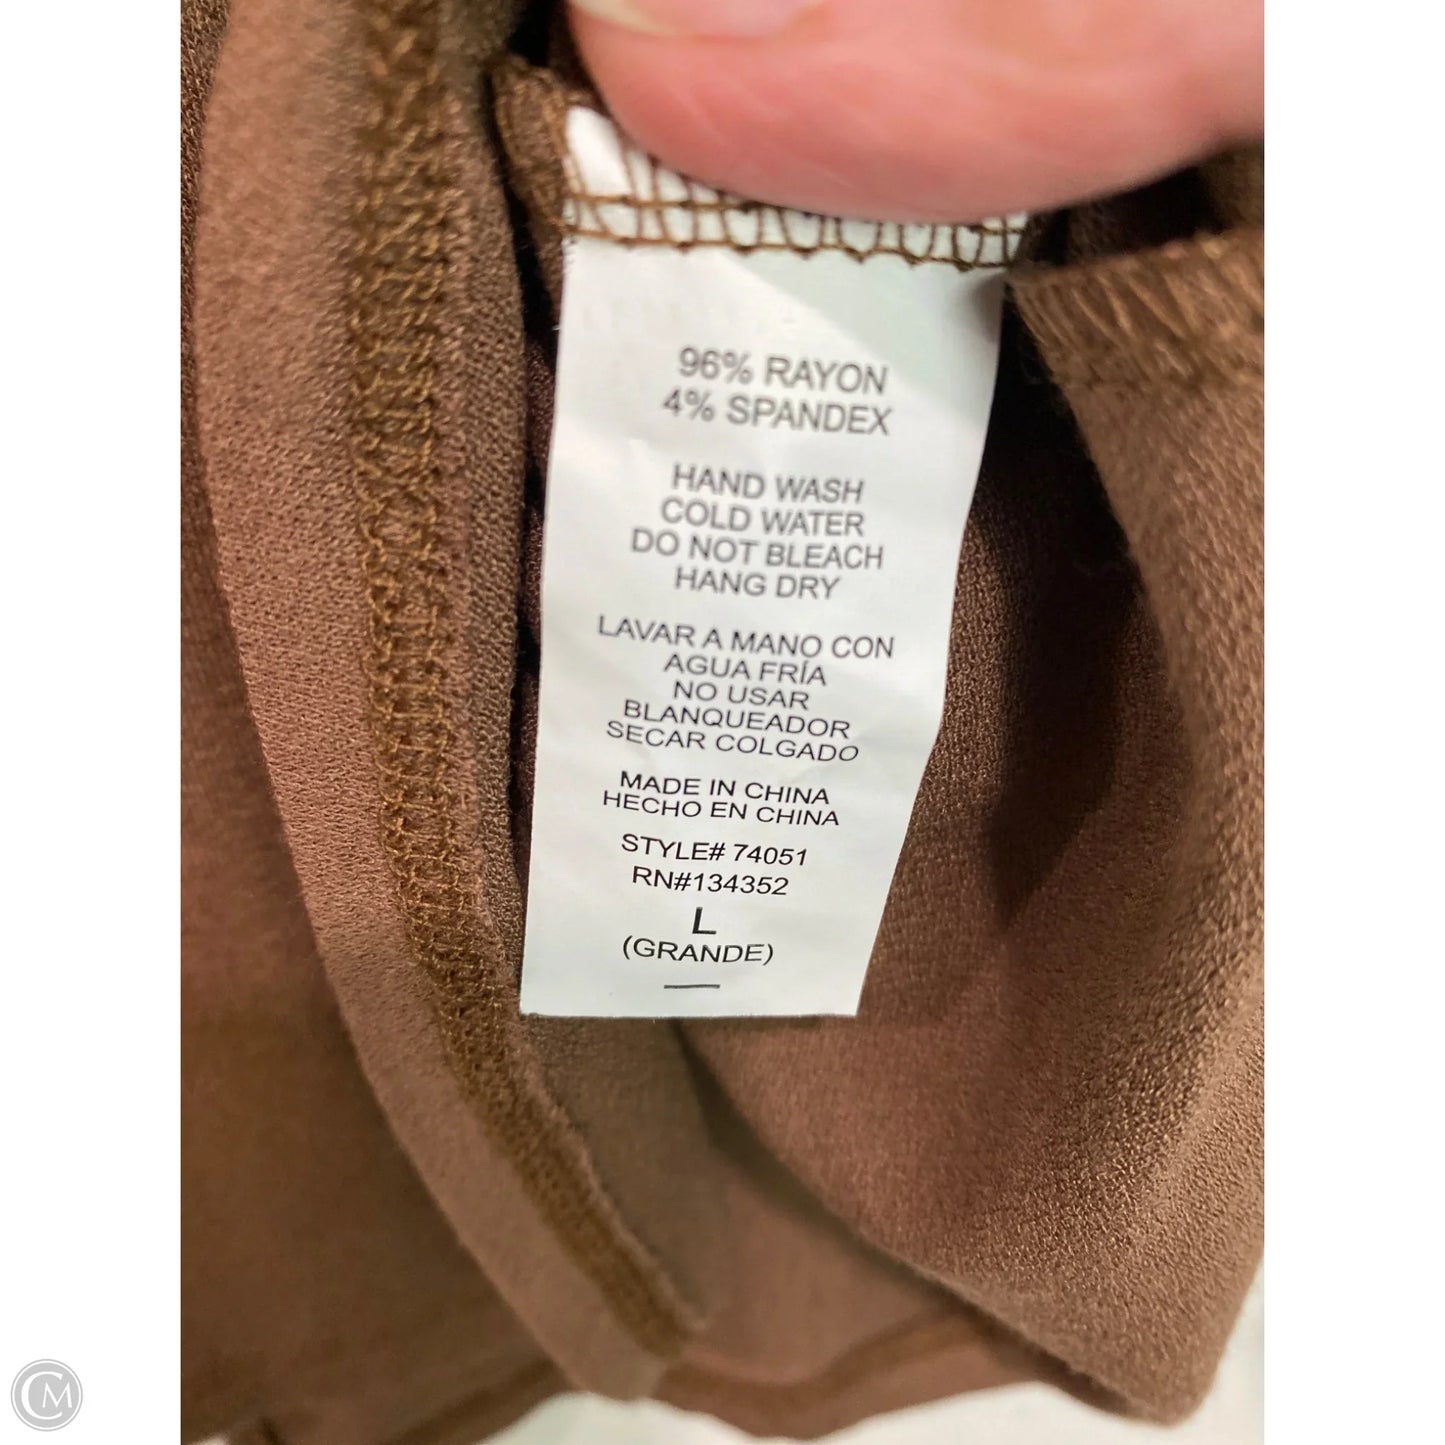 96% RAYON
4% SPANDEX
HAND WASH
COLD WATER
DO NOT BLEACH
HANG DRY
LAVAR A MANO CON
AGUA FRÍA
NO USAR
BLANQUEADOR
SECAR COLGADO
MADE IN CHINA
HECHO EN CHINA
STYLE# 74051
RN#134352
L
(GRANDE)
CM